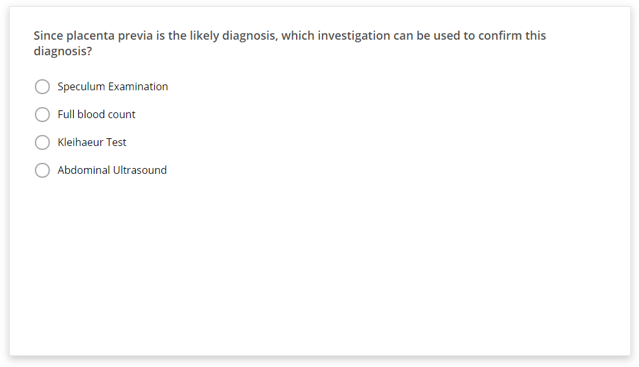 Since placenta previa is the likely diagnosis, which investigation can be used to confirm this
diagnosis?
Speculum Examination
Full blood count
Kleihaeur Test
Abdominal Ultrasound